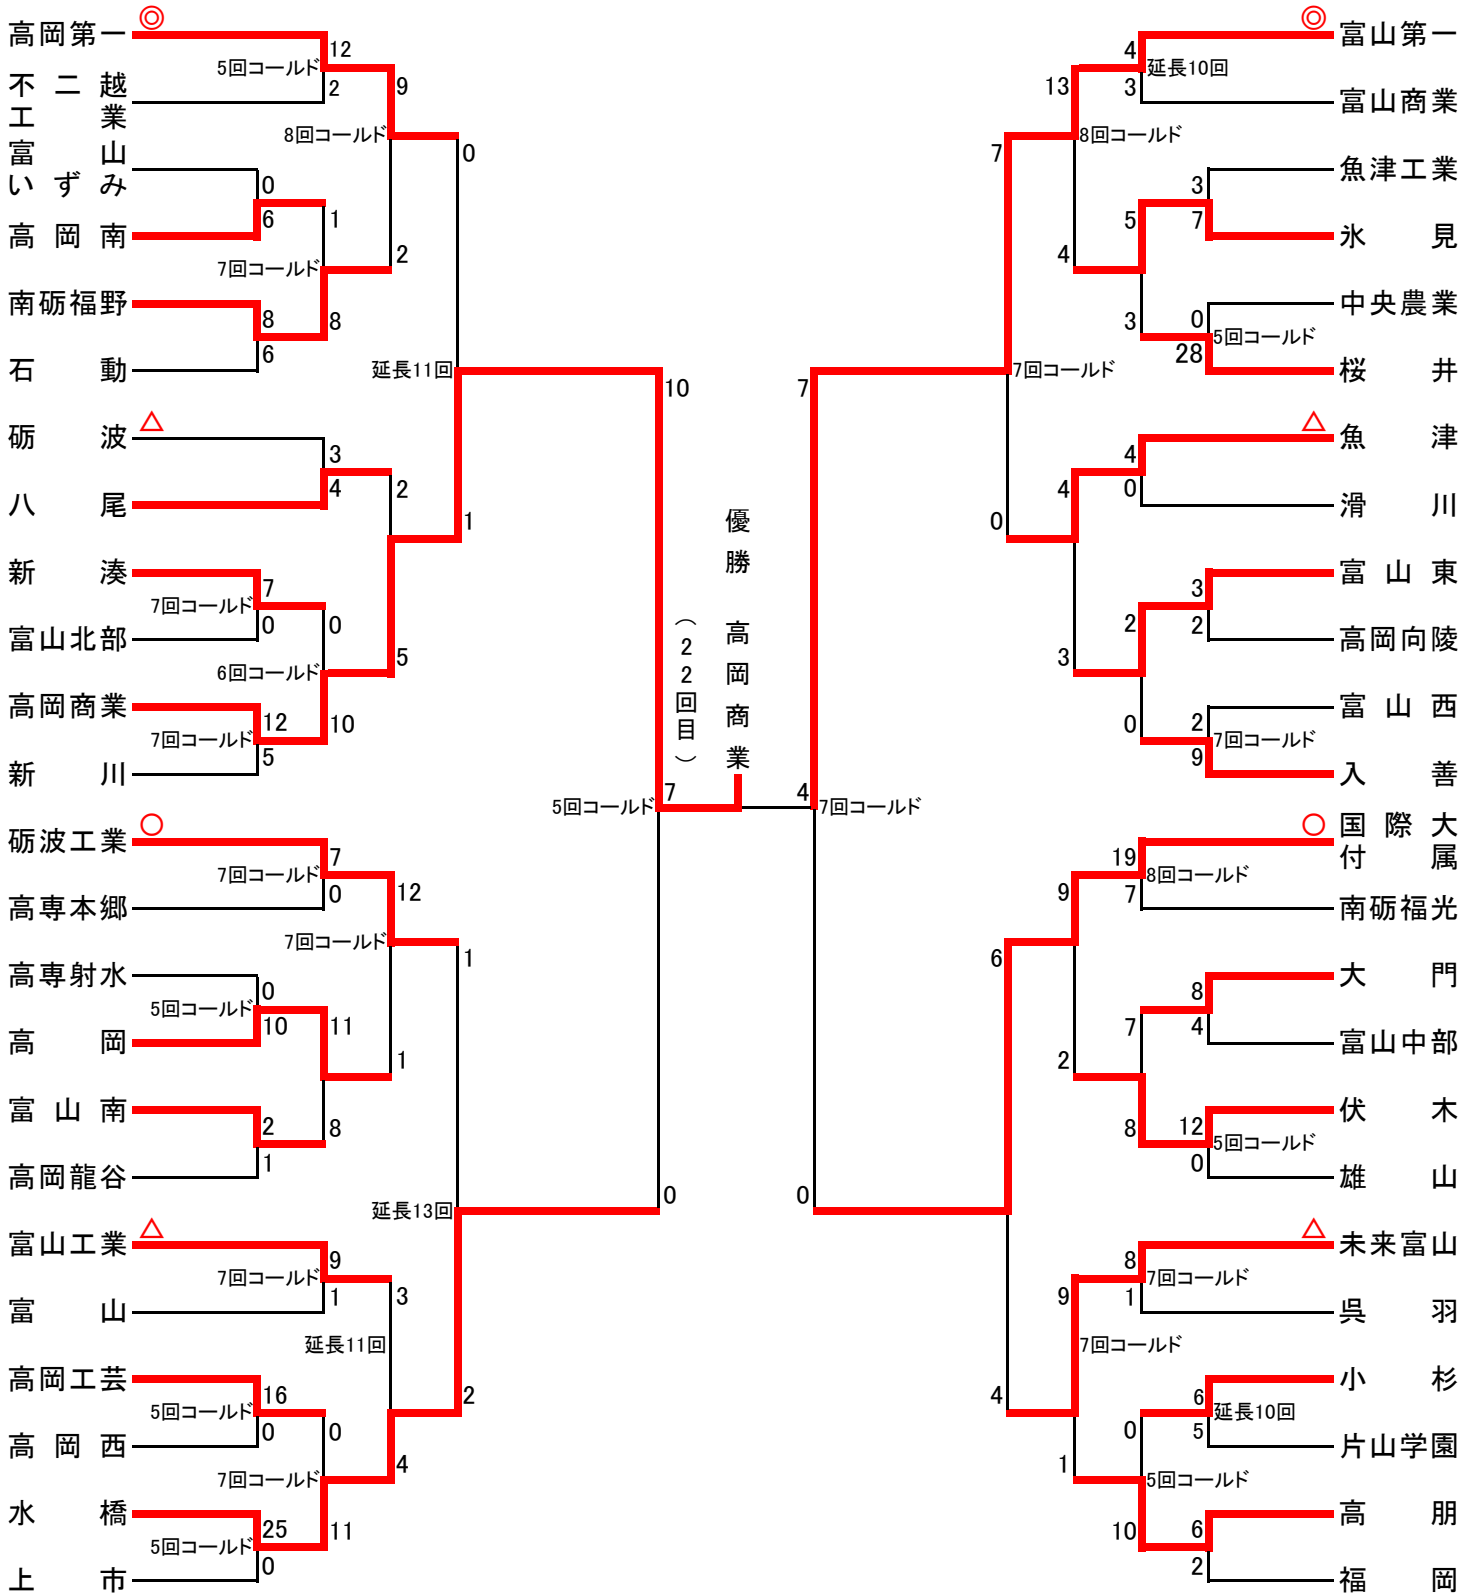 高岡第一 ◎
12
5回コールド
不二越
工業
2
9
8回コールド
富山
いずみ
0
高岡南
6
1
7回コールド
2
南砺福野
8
8
石動
6
0
延長11回
砺波 △
3
八尾
4
2
1
新湊
7
7回コールド
富山北部
0
0
6回コールド
5
高岡商業
12
7回コールド
10
新川
5
10
砺波工業 ○
7
7回コールド
高専本郷
0
12
7回コールド
高専射水
0
5回コールド
高岡
10
11
1
富山南
2
8
高岡龍谷
1
1
延長13回
富山工業 △
9
7回コールド
富山
1
3
延長11回
2
高岡工芸
16
5回コールド
高岡西
0
0
7回コールド
4
水橋
25
5回コールド
11
上市
0
0
5回コールド
7
優勝 高岡商業
(22回目)
4
7回コールド
◎ 富山第一
4
延長10回
富山商業
3
13
8回コールド
魚津工業
3
氷見
7
5
4
中央農業
0
5回コールド
3
桜井
28
7
7回コールド
△ 魚津
4
滑川
0
4
0
富山東
3
高岡向陵
2
2
3
富山西
2
7回コールド
0
入善
9
7
○ 国際大
付属
19
8回コールド
南砺福光
7
9
6
大門
8
富山中部
4
7
2
伏木
12
5回コールド
8
雄山
0
0
△ 未来富山
8
7回コールド
呉羽
1
9
7回コールド
4
小杉
6
延長10回
片山学園
5
0
5回コールド
1
高朋
6
10
福岡
2